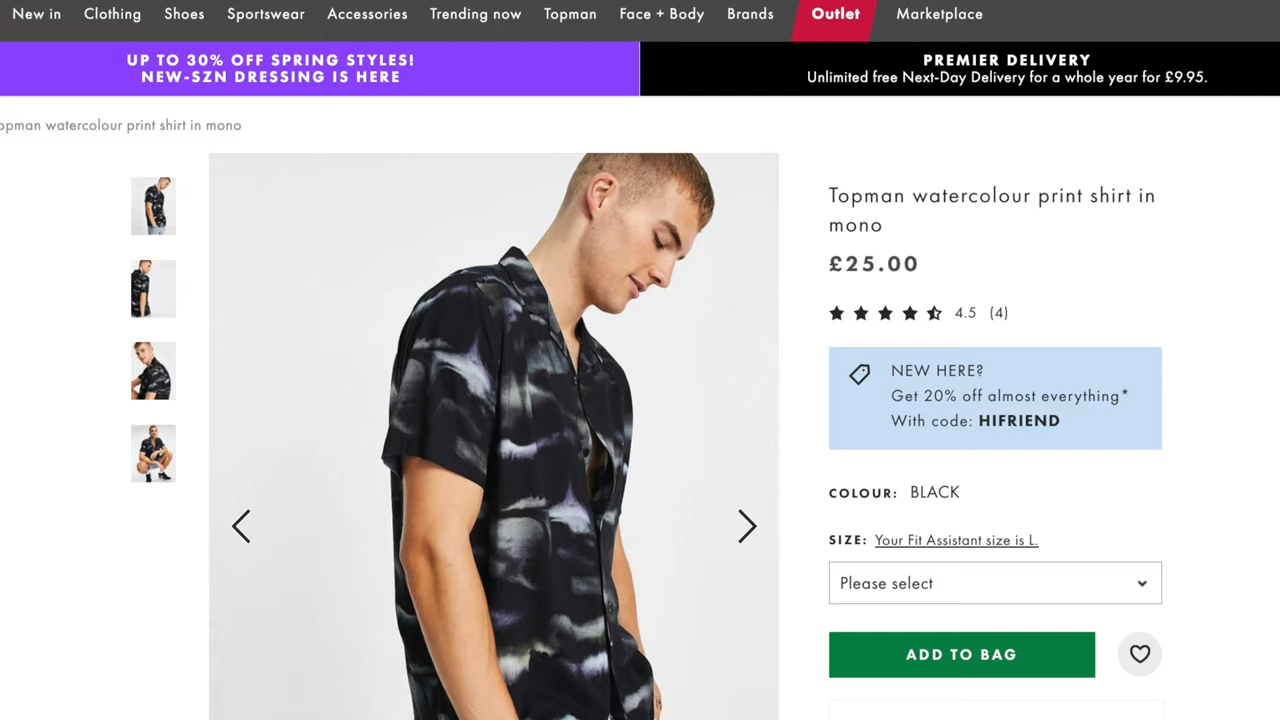 New in Clothing Shoes Sportswear Accessories Trending now Topman Face + Body Brands Outlet Marketplace
UP TO 30% OFF SPRING STYLES!
NEW-SZN DRESSING IS HERE
PREMIER DELIVERY
Unlimited free Next-Day Delivery for a whole year for £9.95.
opman watercolour print shirt in mono
Topman watercolour print shirt in
mono
£25.00
4.5 (4)
NEW HERE?
Get 20% off almost everything*
With code: HIFRIEND
COLOUR: BLACK
SIZE: Your Fit Assistant size is L.
Please select
ADD TO BAG